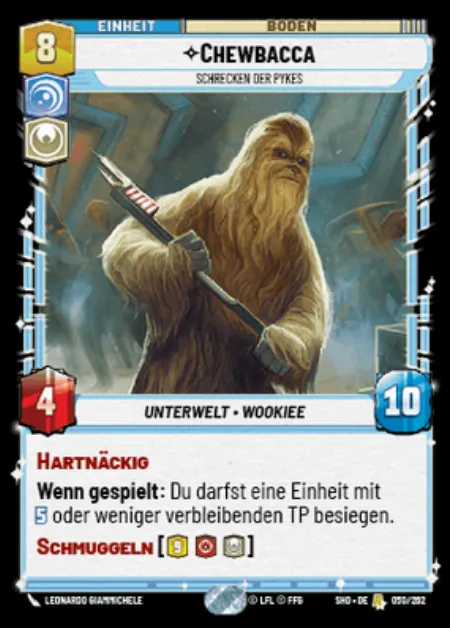 EINHEIT
BODEN
8
CHEWBACCA
SCHRECKEN DER PYKES
4
UNTERWELT • WOOKIEE
10
HARTNÄCKIG
Wenn gespielt: Du darfst eine Einheit mit
5 oder weniger verbleibenden TP besiegen.
SCHMUGGELN [9]
LEONARDO GIAMMICHELE
© LFL © FFG
SHD • DE
050/262